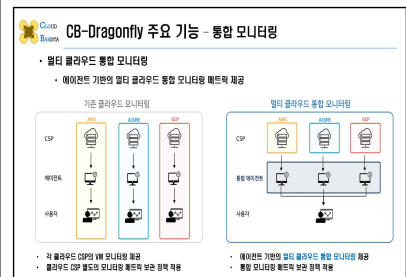 CLOUD
BARISTA
CB-Dragonfly 주요 기능 - 통합 모니터링
• 멀티 클라우드 통합 모니터링
• 에이전트 기반의 멀티 클라우드 통합 모니터링 메트릭 제공
기존 클라우드 모니터링
AWS AZURE GCP
CSP
에이전트
사용자
• 각 클라우드 CSP의 VM 모니터링 제공
• 클라우드 CSP 별도의 모니터링 메트릭 보관 정책 적용
멀티 클라우드 통합 모니터링
AWS AZURE GCP
CSP
통합 에이전트
사용자
• 에이전트 기반의 멀티 클라우드 통합 모니터링 제공
• 통합 모니터링 메트릭 보관 정책 적용